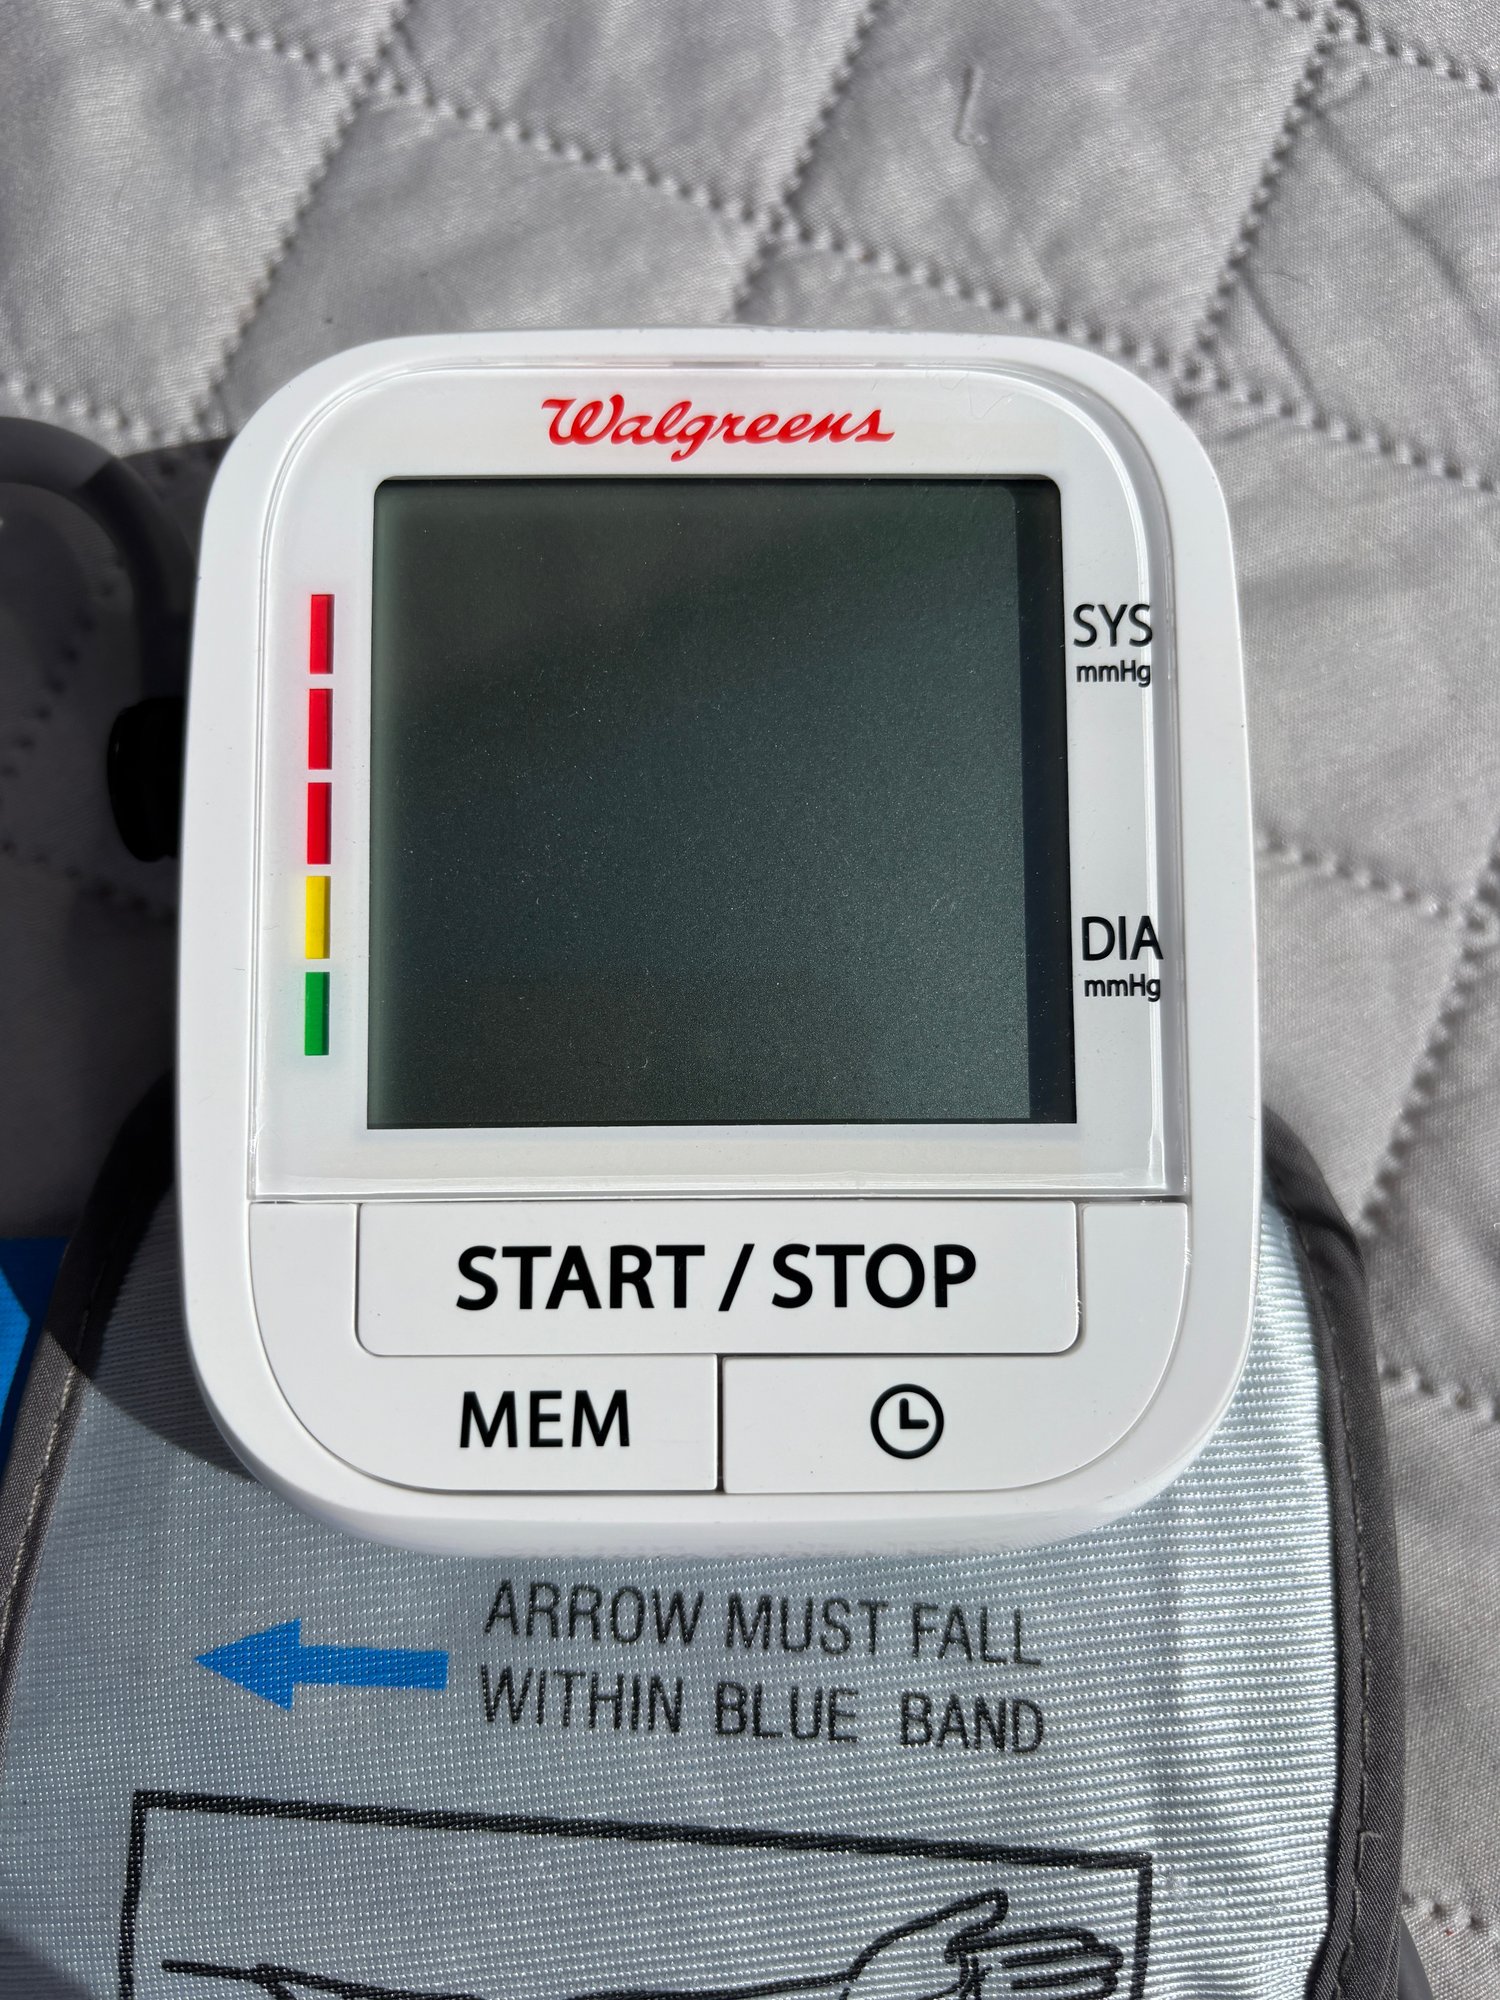 Walgreens
SYS
mmHg
DIA
mmHg
START / STOP
MEM
ARROW MUST FALL
WITHIN BLUE BAND